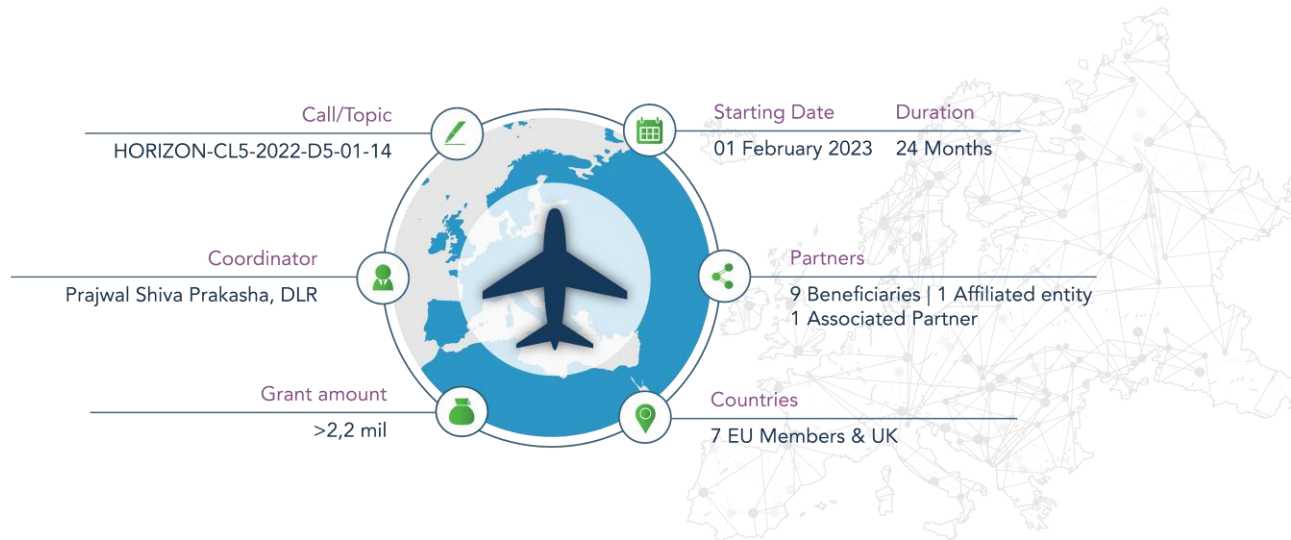 Call/Topic
HORIZON-CL5-2022-D5-01-14
Starting Date
01 February 2023
Duration
24 Months
Coordinator
Prajwal Shiva Prakasha, DLR
Partners
9 Beneficiaries | 1 Affiliated entity
1 Associated Partner
Grant amount
>2,2 mil
Countries
7 EU Members & UK